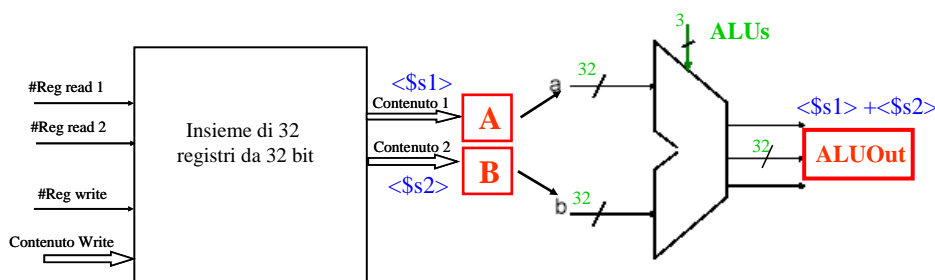 3
ALUs
<$s1>
32
a
#Reg read 1
Contenuto 1
A
<$s1> +<$s2>
#Reg read 2
Insieme di 32
registri da 32 bit
Contenuto 2
B
32
ALUOut
<$s2>
#Reg write
b
32
Contenuto Write